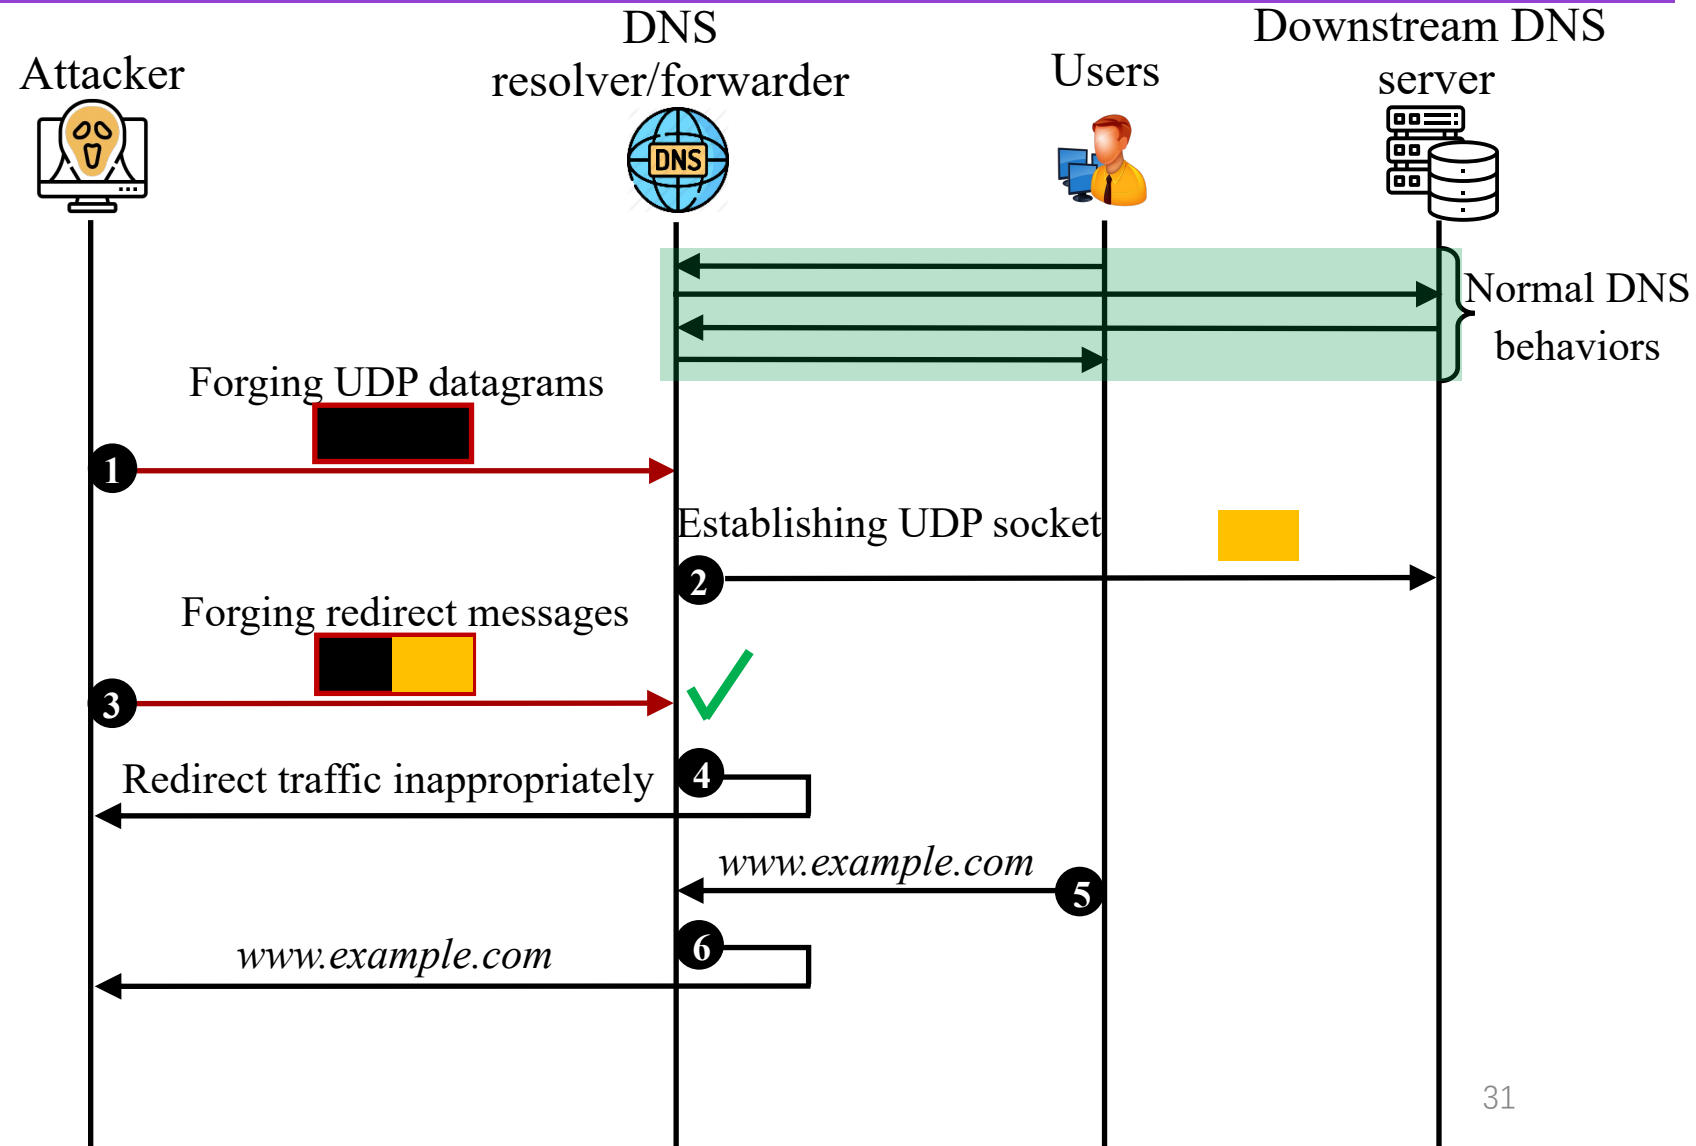 Attacker
DNS
resolver/forwarder
Users
Downstream DNS
server
DNS
Normal DNS
behaviors
Forging UDP datagrams
1
Establishing UDP socket
2
Forging redirect messages
3
4
Redirect traffic inappropriately
www.example.com
5
6
www.example.com
31